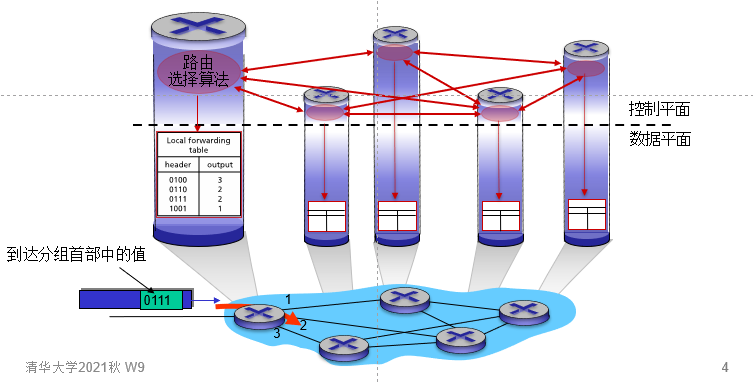 路由
选择算法
控制平面
数据平面
Local forwarding
table
header output
0100 3
0110 2
0111 2
1001 1
到达分组首部中的值
0111
1
2
3
清华大学2021秋 W9
4